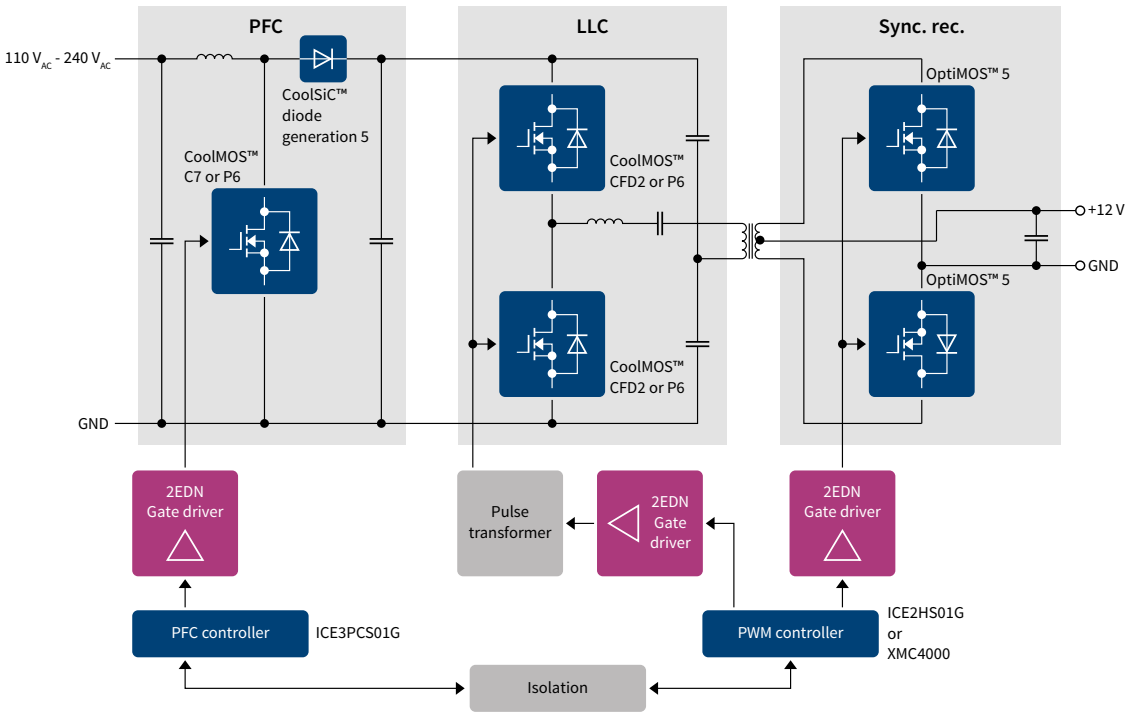 PFC
LLC
Sync. rec.
110 V_AC - 240 V_AC
CoolSiC™
diode
generation 5
CoolMOS™
C7 or P6
CoolMOS™
CFD2 or P6
CoolMOS™
CFD2 or P6
OptiMOS™ 5
+12 V
GND
OptiMOS™ 5
GND
2EDN
Gate driver
Pulse
transformer
2EDN
Gate
driver
2EDN
Gate driver
PFC controller
ICE3PCS01G
PWM controller
ICE2HS01G
or
XMC4000
Isolation